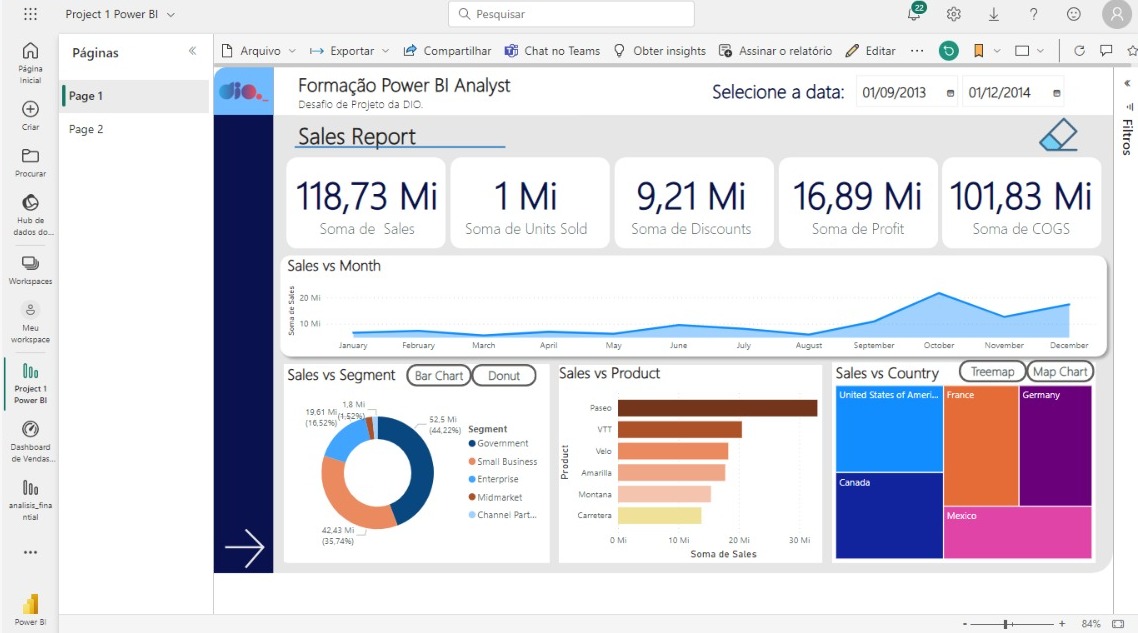 Project 1 Power BI
Pesquisar
22
Páginas
Arquivo
Exportar
Compartilhar
Chat no Teams
Obter insights
Assinar o relatório
Editar
Página
Inicial
Criar
Procurar
Hub de
dados do...
Workspaces
Meu
workspace
Project 1
Power BI
Dashboard
de Vendas...
analisis_fina
ntial
Power BI
Page 1
Page 2
dio.
Formação Power BI Analyst
Desafio de Projeto da DIO.
Selecione a data:
01/09/2013
01/12/2014
Filtros
Sales Report
118,73 Mi
Soma de Sales
1 Mi
Soma de Units Sold
9,21 Mi
Soma de Discounts
16,89 Mi
Soma de Profit
101,83 Mi
Soma de COGS
Sales vs Month
Soma de Sales
20 Mi
10 Mi
January
February
March
April
May
June
July
August
September
October
November
December
Sales vs Segment
Bar Chart
Donut
1,8 Mi
(1,52%)
19,61 Mi
(16,52%)
52,5 Mi
(44,22%)
42,43 Mi
(35,74%)
Segment
Government
Small Business
Enterprise
Midmarket
Channel Part...
Sales vs Product
Product
Paseo
VTT
Velo
Amarilla
Montana
Carretera
0 Mi
10 Mi
20 Mi
30 Mi
Soma de Sales
Sales vs Country
Treemap
Map Chart
United States of Ameri...
France
Germany
Canada
Mexico
- + 84%